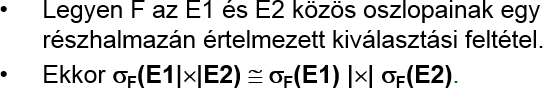 • Legyen F az E1 és E2 közös oszlopainak egy
részhalmazán értelmezett kiválasztási feltétel.
• Ekkor σF(E1|×|E2) ≅ σF(E1) |×| σF(E2).